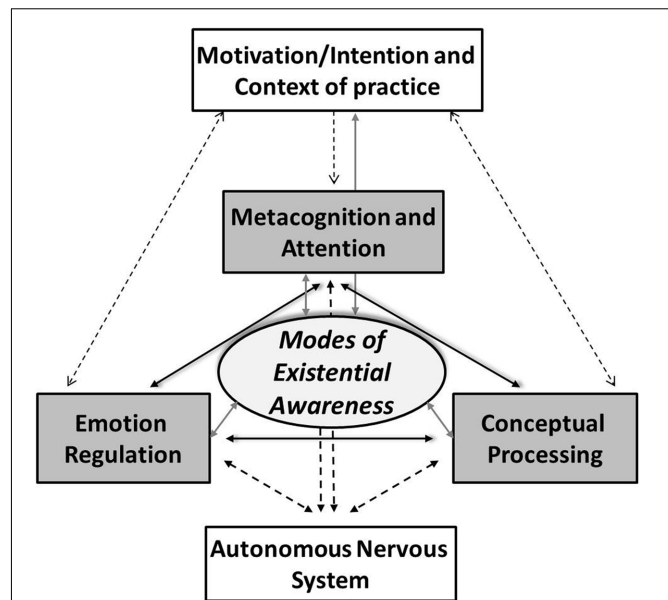 Motivation/Intention and
Context of practice
Metacognition and
Attention
Modes of
Existential
Awareness
Emotion
Regulation
Conceptual
Processing
Autonomous Nervous
System